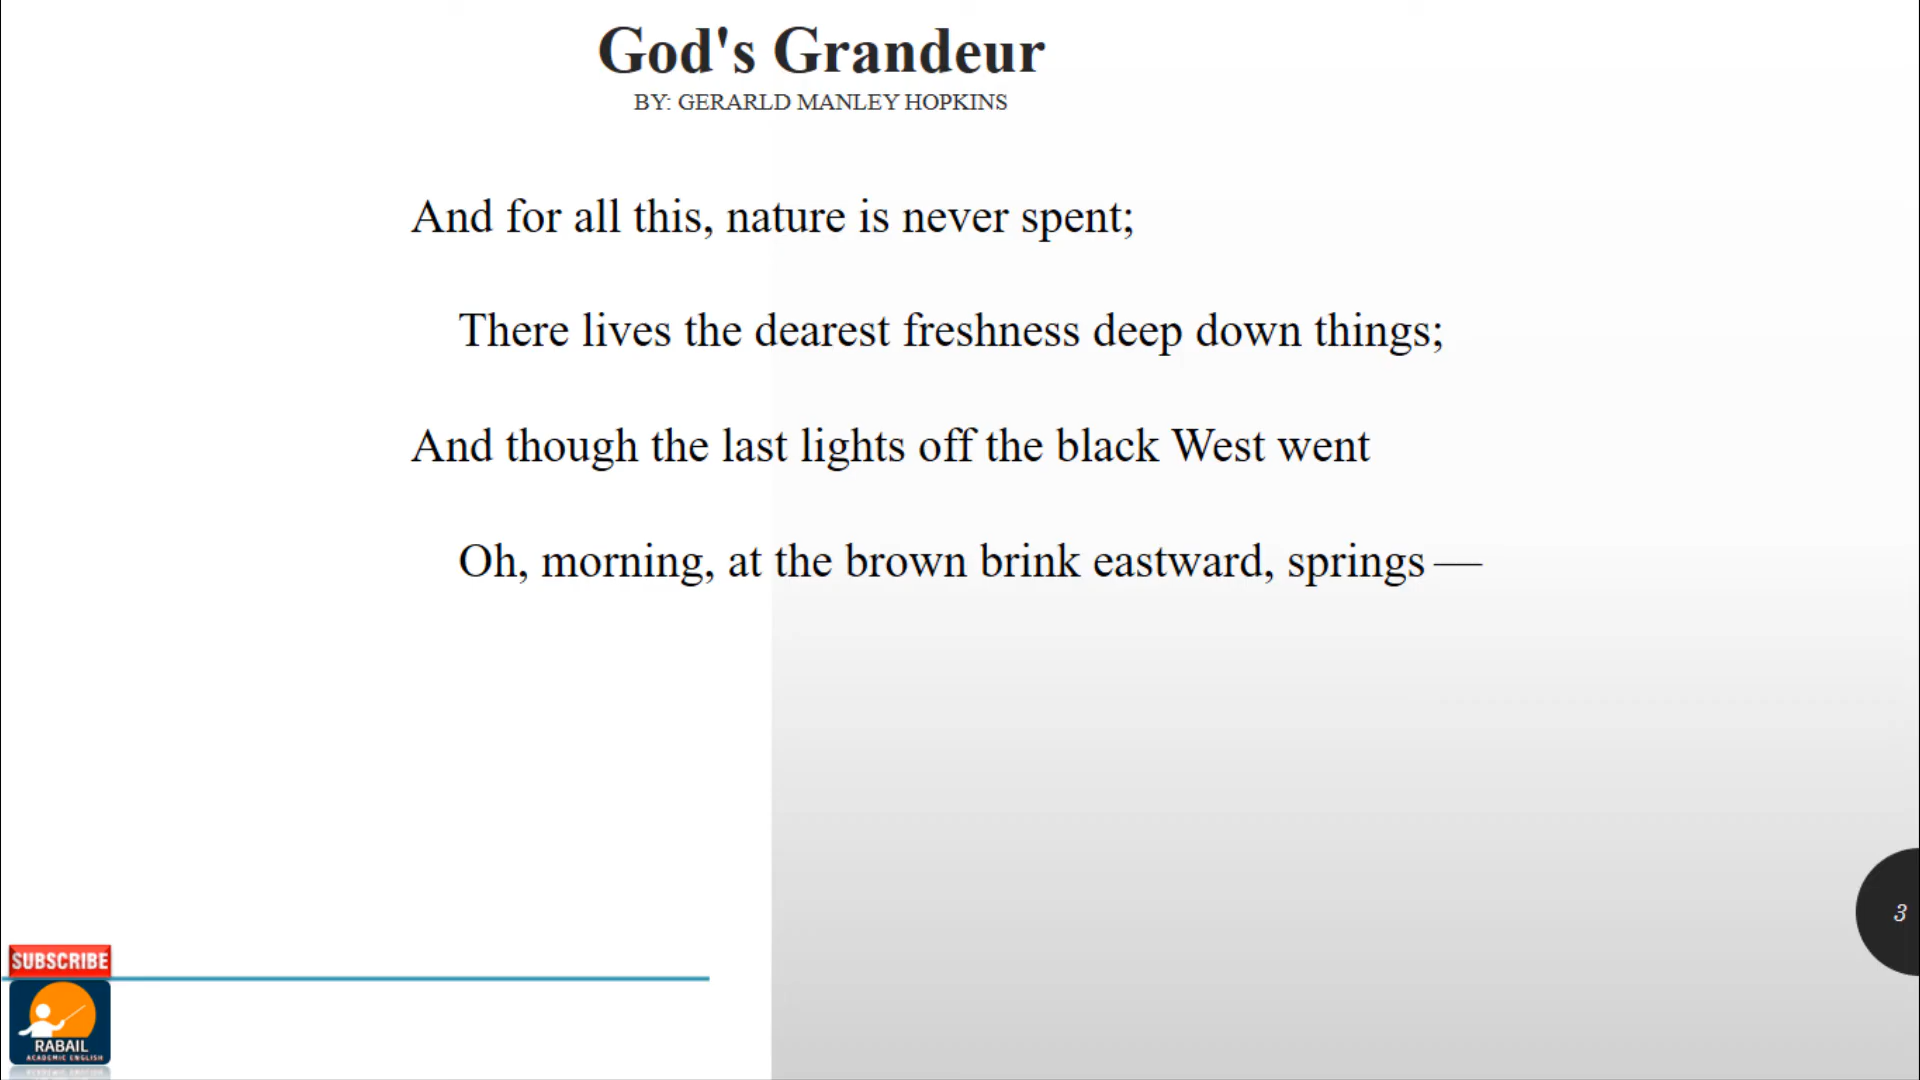 God's Grandeur
BY: GERARLD MANLEY HOPKINS
And for all this, nature is never spent;
There lives the dearest freshness deep down things;
And though the last lights off the black West went
Oh, morning, at the brown brink eastward, springs —
3
SUBSCRIBE
RABAIL
ACADEMIC ENGLISH